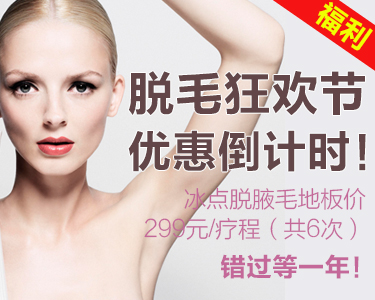 福利
脱毛狂欢节
优惠倒计时！
冰点脱腋毛地板价
299元/疗程（共6次）
错过等一年！